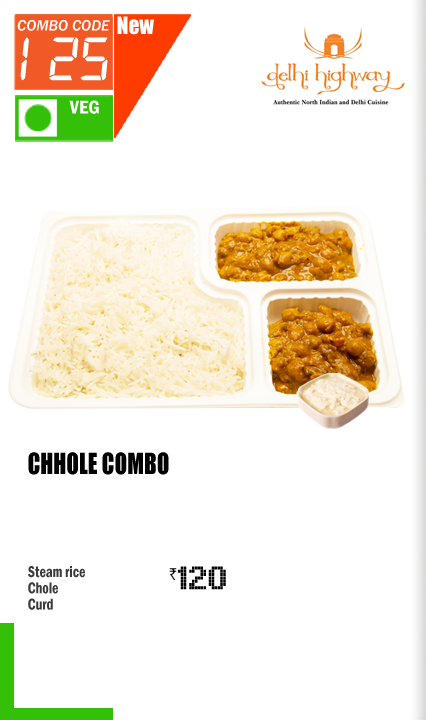 COMBO CODE
125
New
VEG
delhi highway
Authentic North Indian and Delhi Cuisine
CHHOLE COMBO
Steam rice
Chole
Curd
₹120